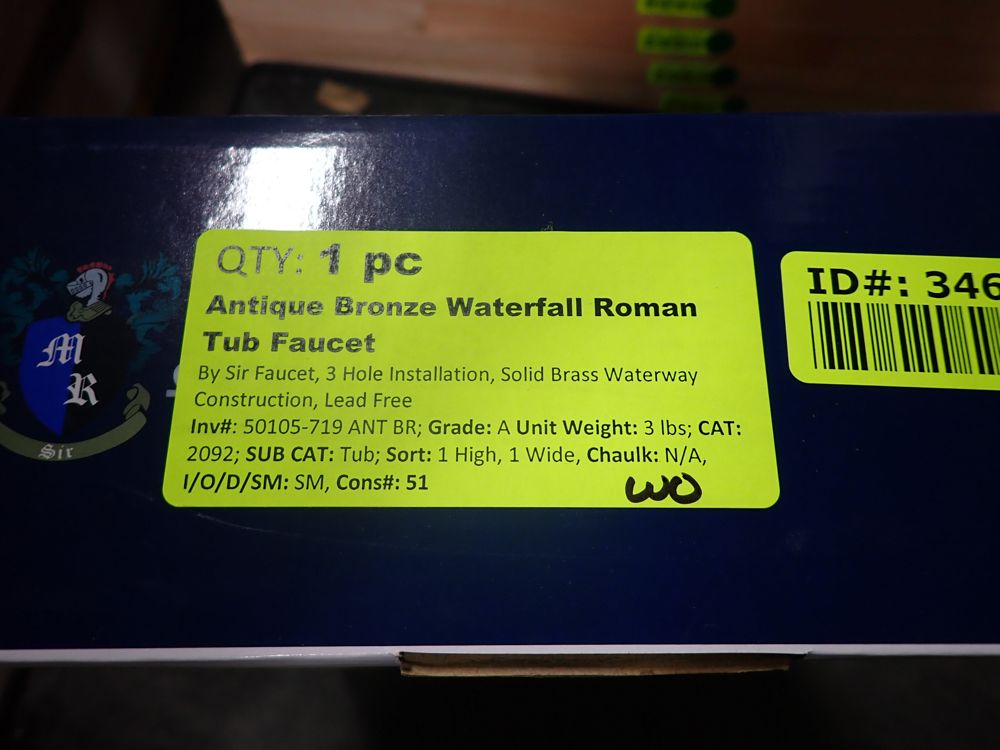 QTY: 1 pc
Antique Bronze Waterfall Roman
Tub Faucet
By Sir Faucet, 3 Hole Installation, Solid Brass Waterway
Construction, Lead Free
Inv#: 50105-719 ANT BR; Grade: A Unit Weight: 3 lbs; CAT:
2092; SUB CAT: Tub; Sort: 1 High, 1 Wide, Chaulk: N/A,
I/O/D/SM: SM, Cons#: 51
WO
ID#: 346
M
R
Sir